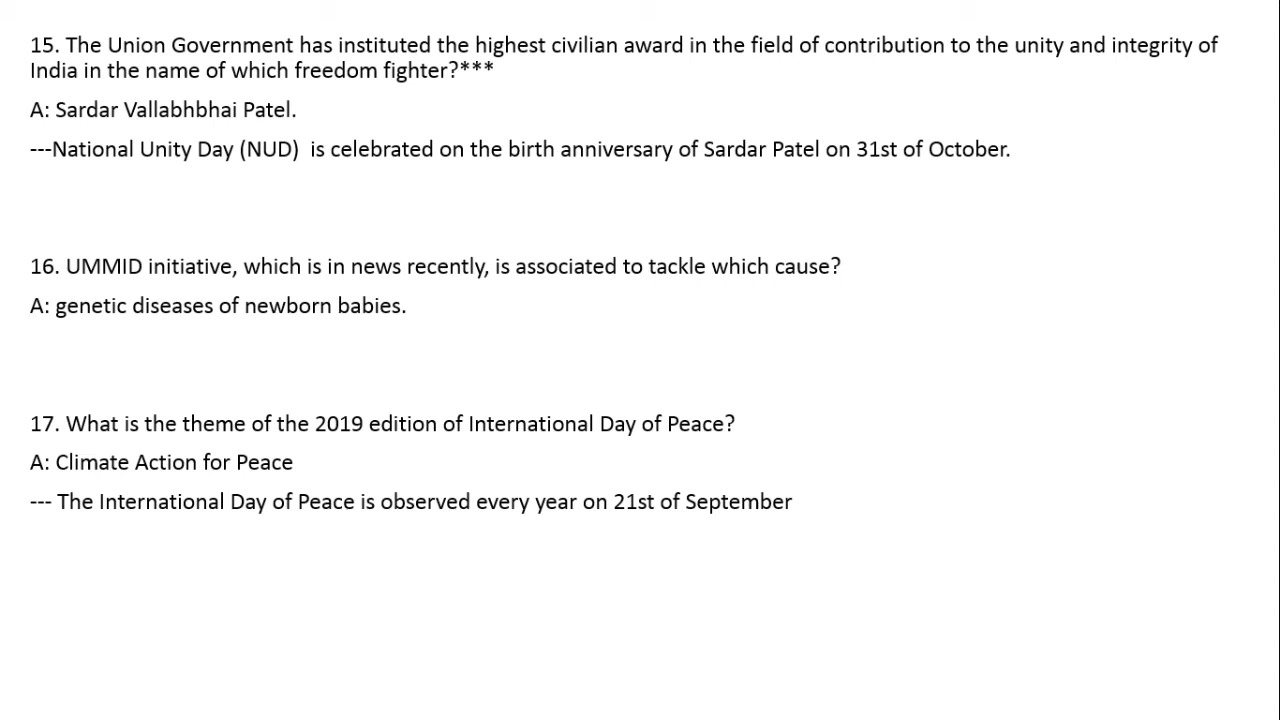 15. The Union Government has instituted the highest civilian award in the field of contribution to the unity and integrity of
India in the name of which freedom fighter?***
A: Sardar Vallabhbhai Patel.
---National Unity Day (NUD)  is celebrated on the birth anniversary of Sardar Patel on 31st of October.
16. UMMID initiative, which is in news recently, is associated to tackle which cause?
A: genetic diseases of newborn babies.
17. What is the theme of the 2019 edition of International Day of Peace?
A: Climate Action for Peace
--- The International Day of Peace is observed every year on 21st of September